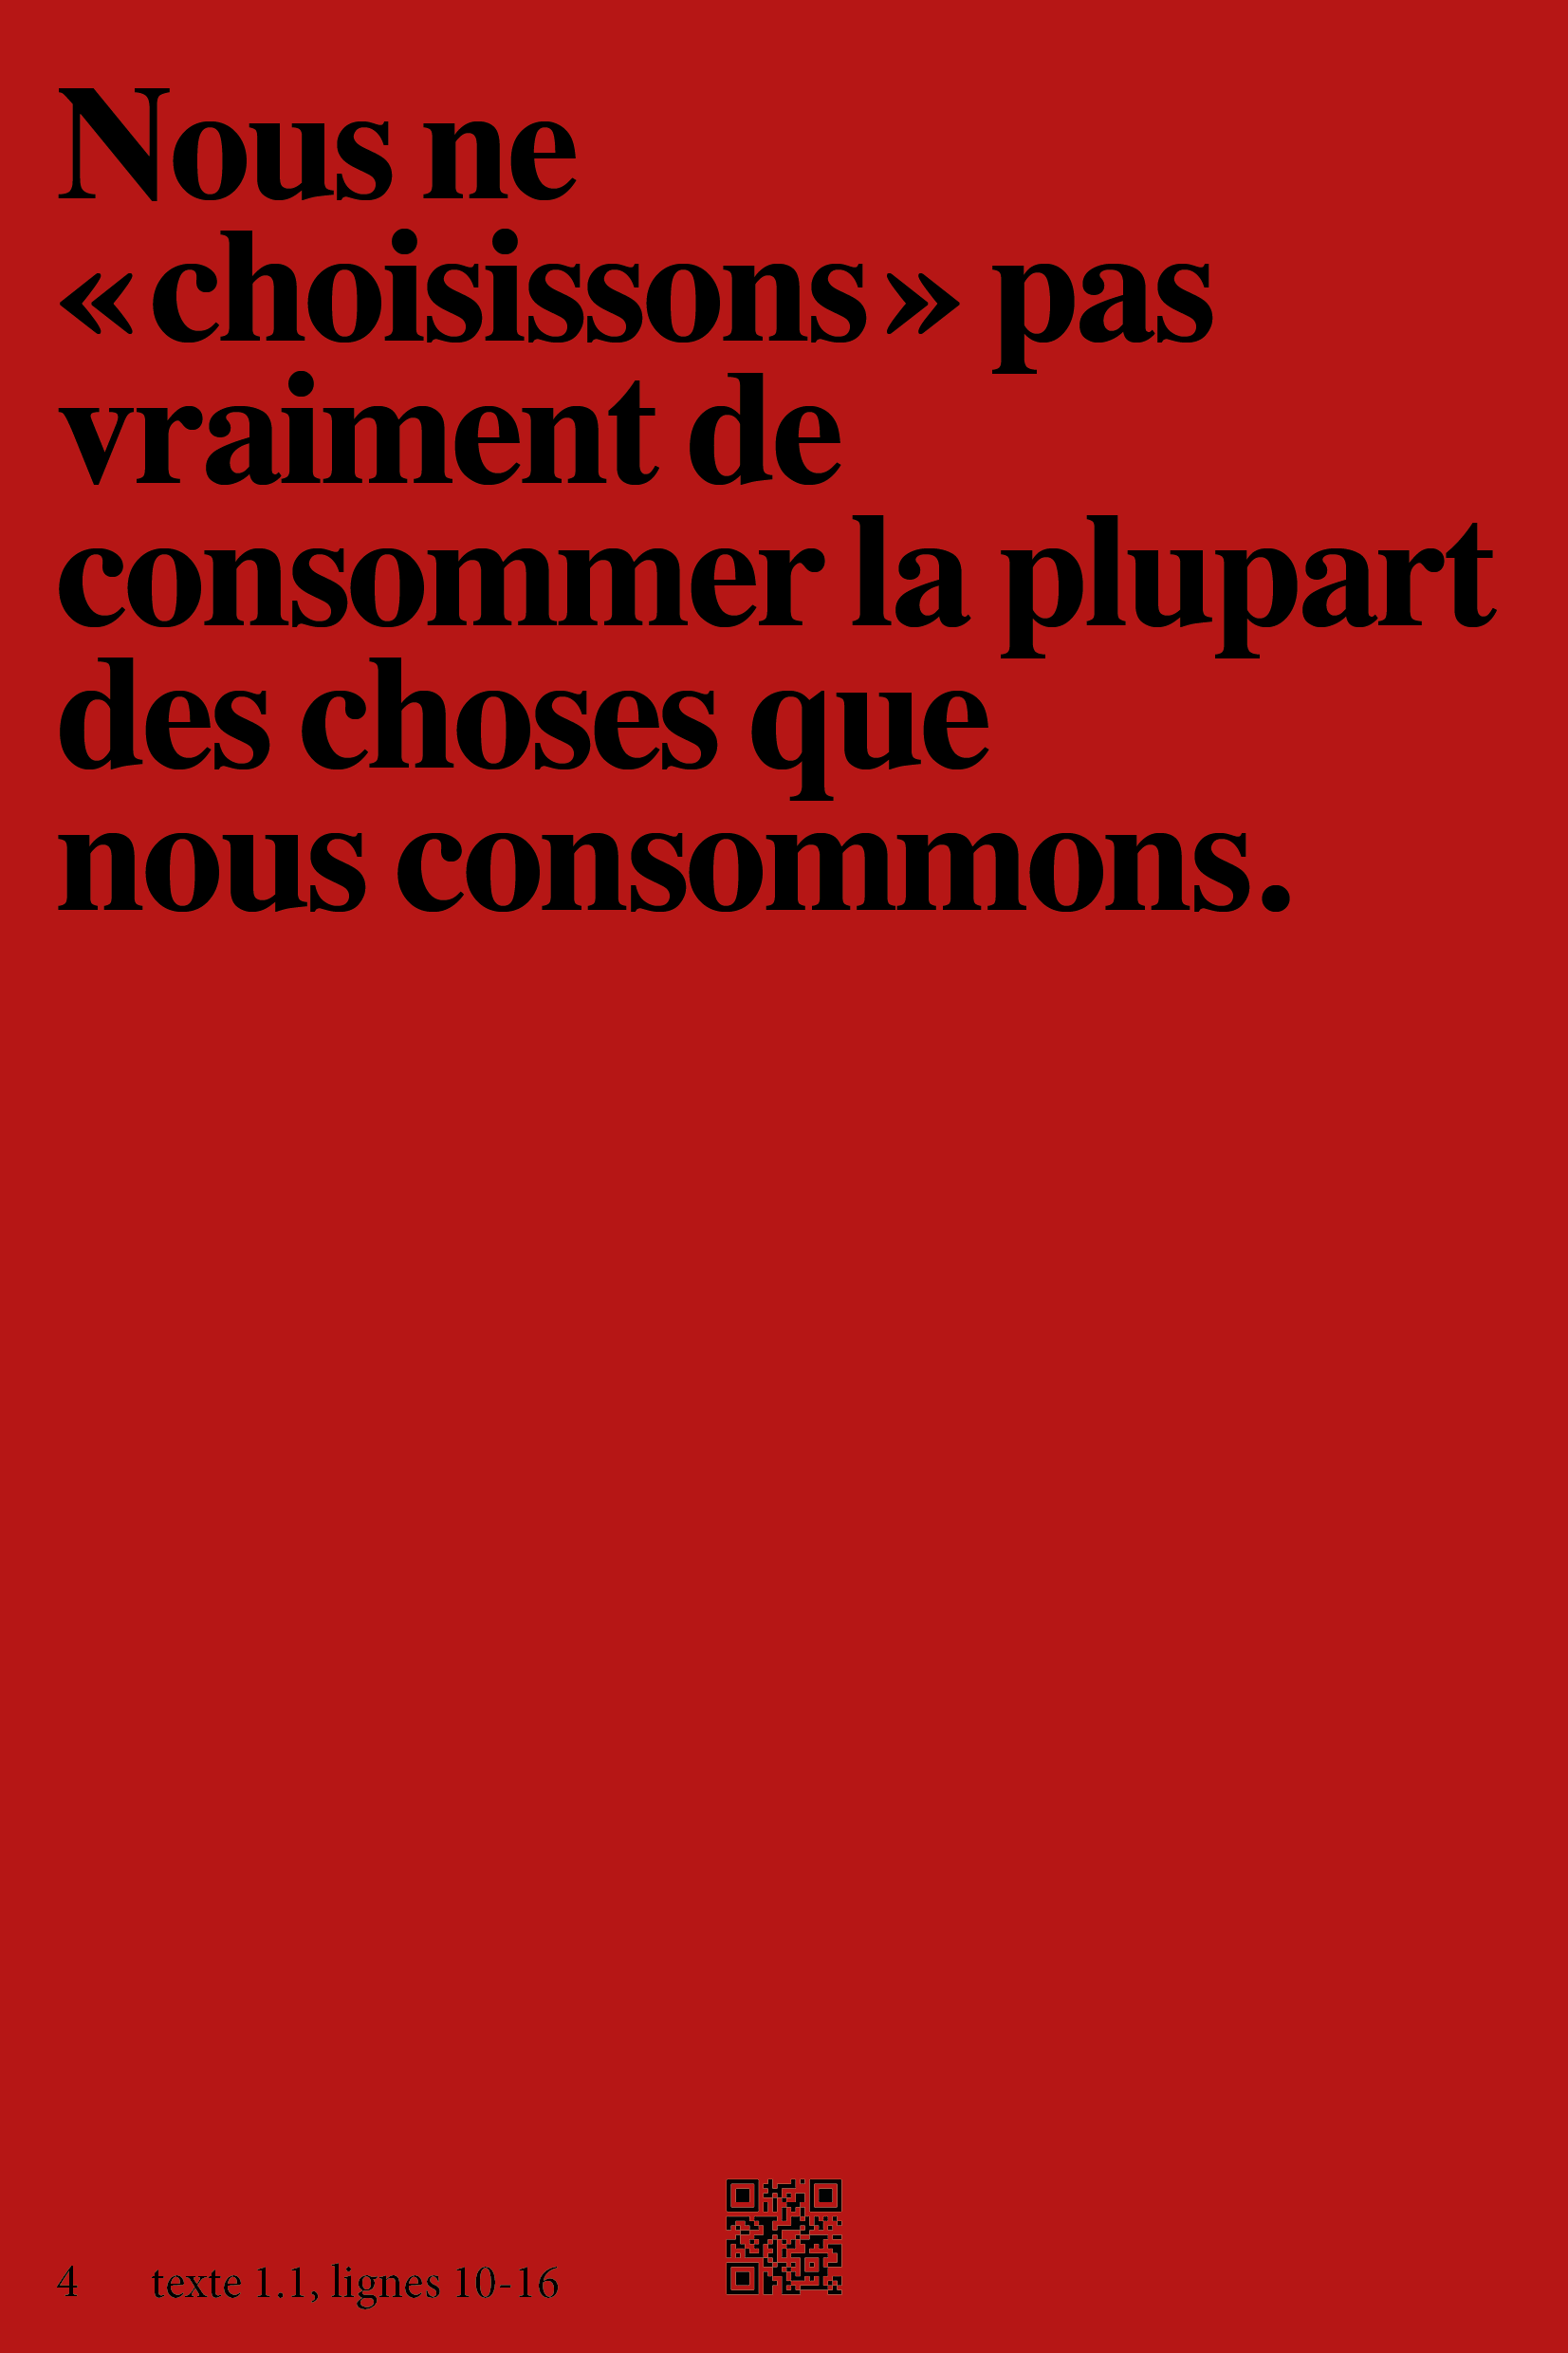 Nous ne
« choisissons » pas
vraiment de
consommer la plupart
des choses que
nous consommons.
4 texte 1.1, lignes 10-16